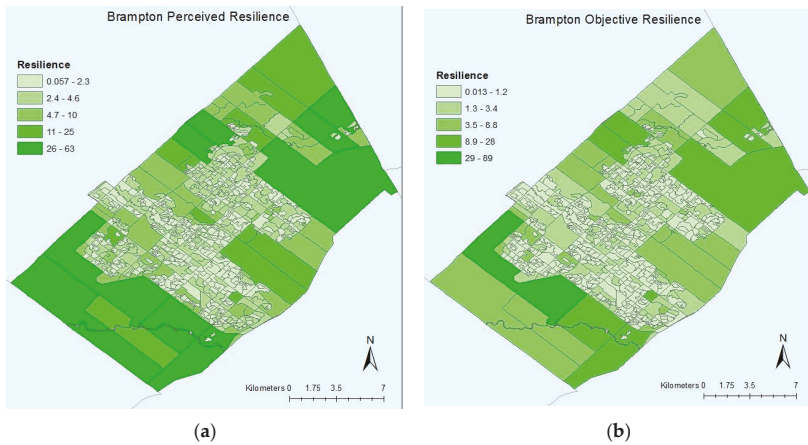 Brampton Perceived Resilience
Resilience
0.057 - 2.3
2.4 - 4.6
4.7 - 10
11 - 25
26 - 63
N
Kilometers 0 1.75 3.5 7
(a)
Brampton Objective Resilience
Resilience
0.013 - 1.2
1.3 - 3.4
3.5 - 8.8
8.9 - 28
29 - 89
N
Kilometers 0 1.75 3.5 7
(b)